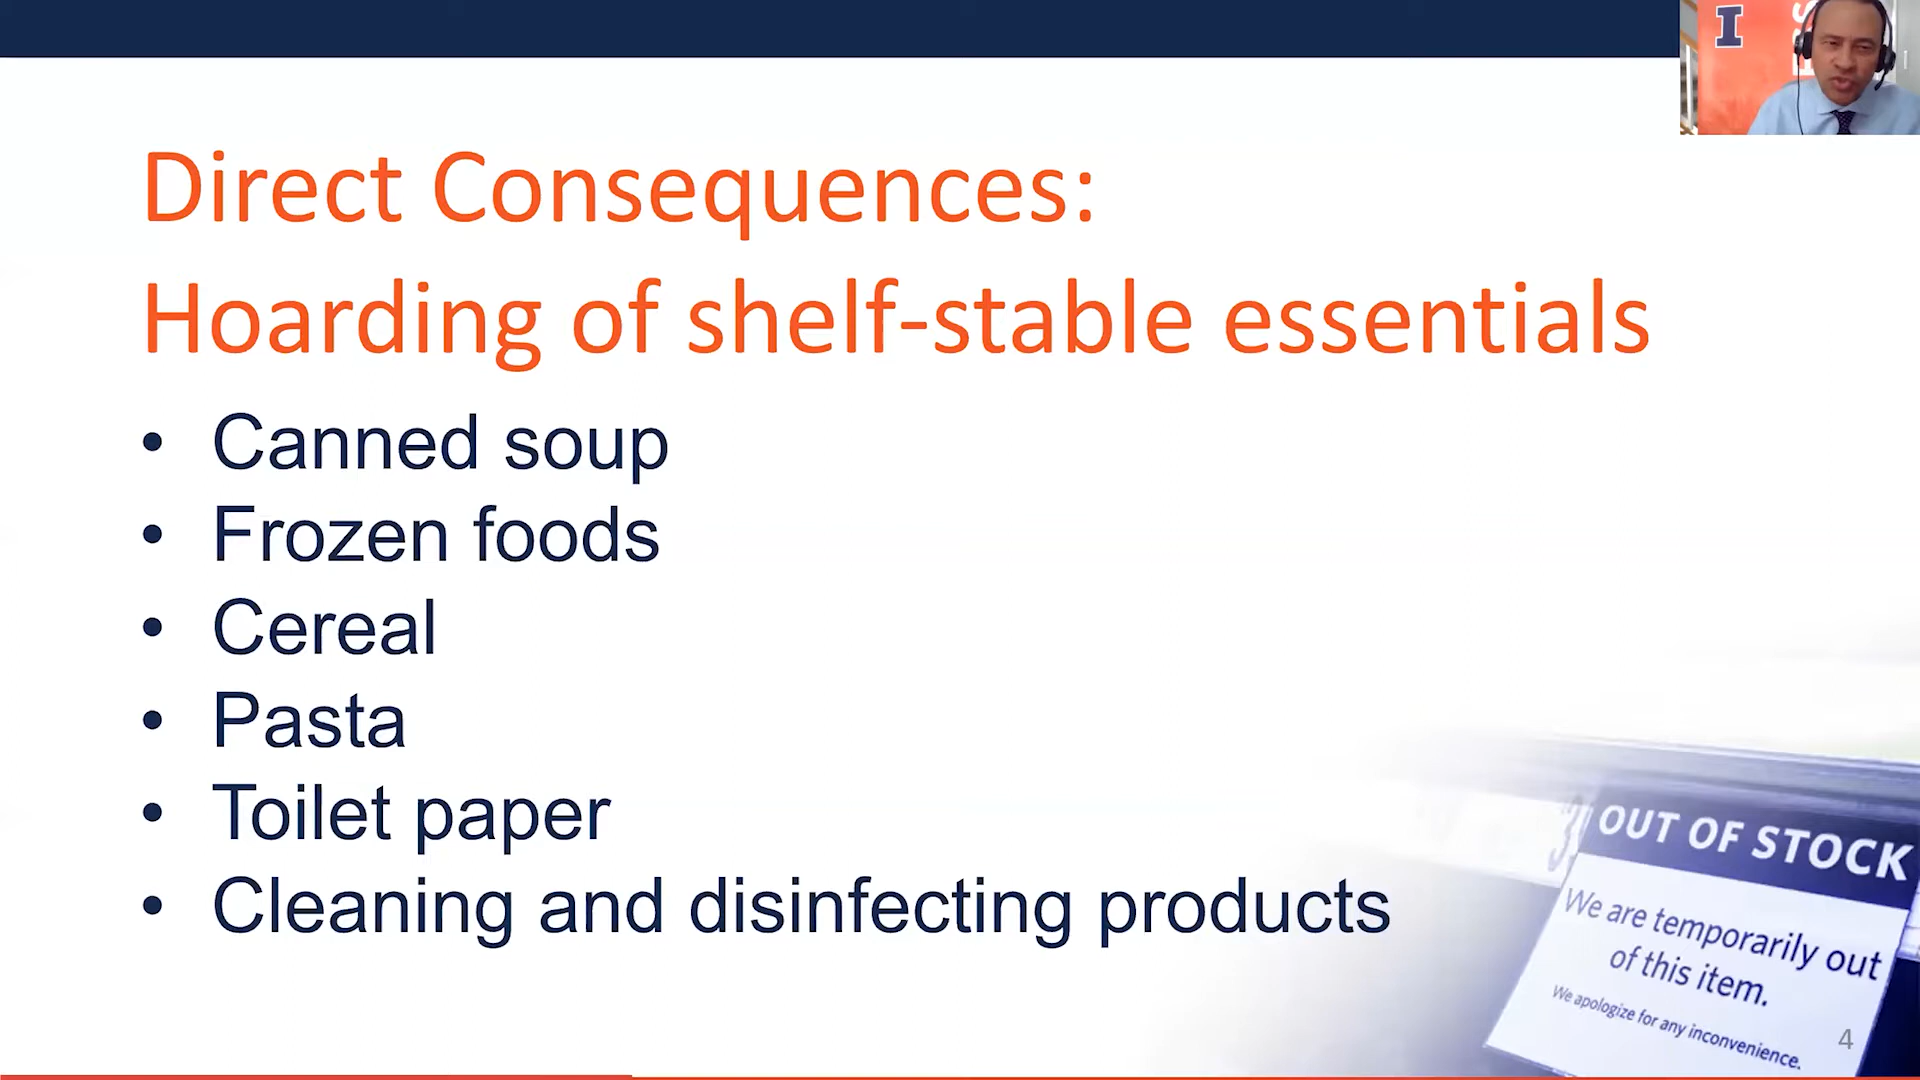 I
Direct Consequences:
Hoarding of shelf-stable essentials
• Canned soup
• Frozen foods
• Cereal
• Pasta
• Toilet paper
• Cleaning and disinfecting products
OUT OF STOCK
We are temporarily out
of this item.
We apologize for any inconvenience.
4